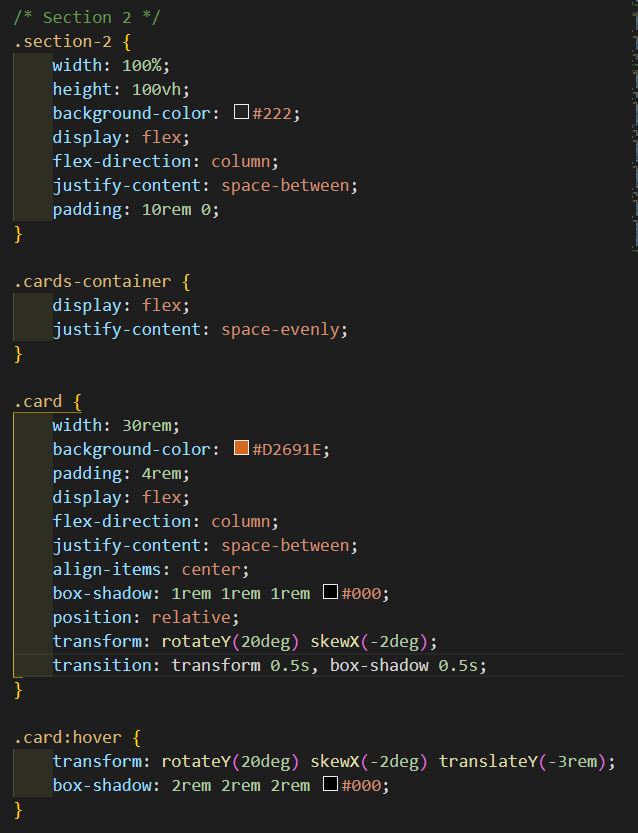 /* Section 2 */
.section-2 {
    width: 100%;
    height: 100vh;
    background-color: #222;
    display: flex;
    flex-direction: column;
    justify-content: space-between;
    padding: 10rem 0;
}

.cards-container {
    display: flex;
    justify-content: space-evenly;
}

.card {
    width: 30rem;
    background-color: #D2691E;
    padding: 4rem;
    display: flex;
    flex-direction: column;
    justify-content: space-between;
    align-items: center;
    box-shadow: 1rem 1rem 1rem #000;
    position: relative;
    transform: rotateY(20deg) skewX(-2deg);
    transition: transform 0.5s, box-shadow 0.5s;
}

.card:hover {
    transform: rotateY(20deg) skewX(-2deg) translateY(-3rem);
    box-shadow: 2rem 2rem 2rem #000;
}